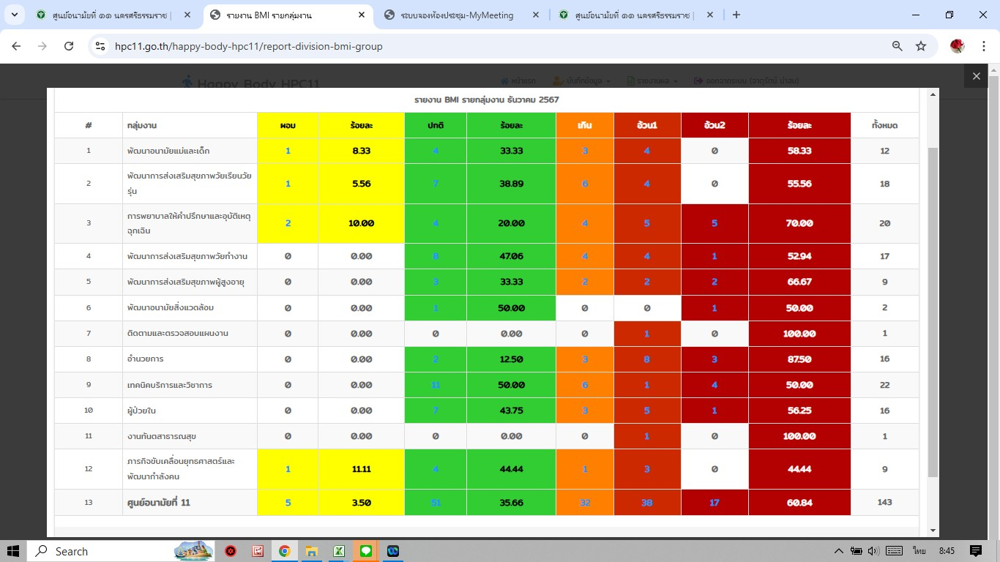 ศูนย์อนามัยที่ ๑๑ นครศรีธรรมราช
รายงาน BMI รายกลุ่มงาน
ระบบจองห้องประชุม-MyMeeting
ศูนย์อนามัยที่ ๑๑ นครศรีธรรมราช
hpc11.go.th/happy-body-hpc11/report-division-bmi-group
Happy Body HPC11 หน้าแรก บันทึกข้อมูล รายงานผล ออกจากระบบ
รายงาน BMI รายกลุ่มงาน ธันวาคม 2567
# กลุ่มงาน ผอม ร้อยละ ปกติ ร้อยละ เกิน อ้วน1 อ้วน2 ร้อยละ ทั้งหมด
1 พัฒนาอนามัยแม่และเด็ก 1 8.33 4 33.33 3 4 0 58.33 12
2 พัฒนาการส่งเสริมสุขภาพวัยเรียนวัย
รุ่น 1 5.56 7 38.89 6 4 0 55.56 18
3 การพยาบาลให้คำปรึกษาและอุบัติเหตุ
ฉุกเฉิน 2 10.00 4 20.00 4 5 5 70.00 20
4 พัฒนาการส่งเสริมสุขภาพวัยทำงาน 0 0.00 8 47.06 4 4 1 52.94 17
5 พัฒนาการส่งเสริมสุขภาพผู้สูงอายุ 0 0.00 3 33.33 2 2 2 66.67 9
6 พัฒนาอนามัยสิ่งแวดล้อม 0 0.00 1 50.00 0 0 1 50.00 2
7 ติดตามและตรวจสอบแผนงาน 0 0.00 0 0.00 0 1 0 100.00 1
8 อำนวยการ 0 0.00 2 12.50 3 8 3 87.50 16
9 เทคนิคบริการและวิชาการ 0 0.00 11 50.00 6 1 4 50.00 22
10 ผู้ป่วยใน 0 0.00 7 43.75 3 5 1 56.25 16
11 งานทันตสาธารณสุข 0 0.00 0 0.00 0 1 0 100.00 1
12 ภารกิจขับเคลื่อนยุทธศาสตร์และ
พัฒนากำลังคน 1 11.11 4 44.44 1 3 0 44.44 9
13 ศูนย์อนามัยที่ 11 5 3.50 51 35.66 32 38 17 60.84 143
Search
ไทย 8:45